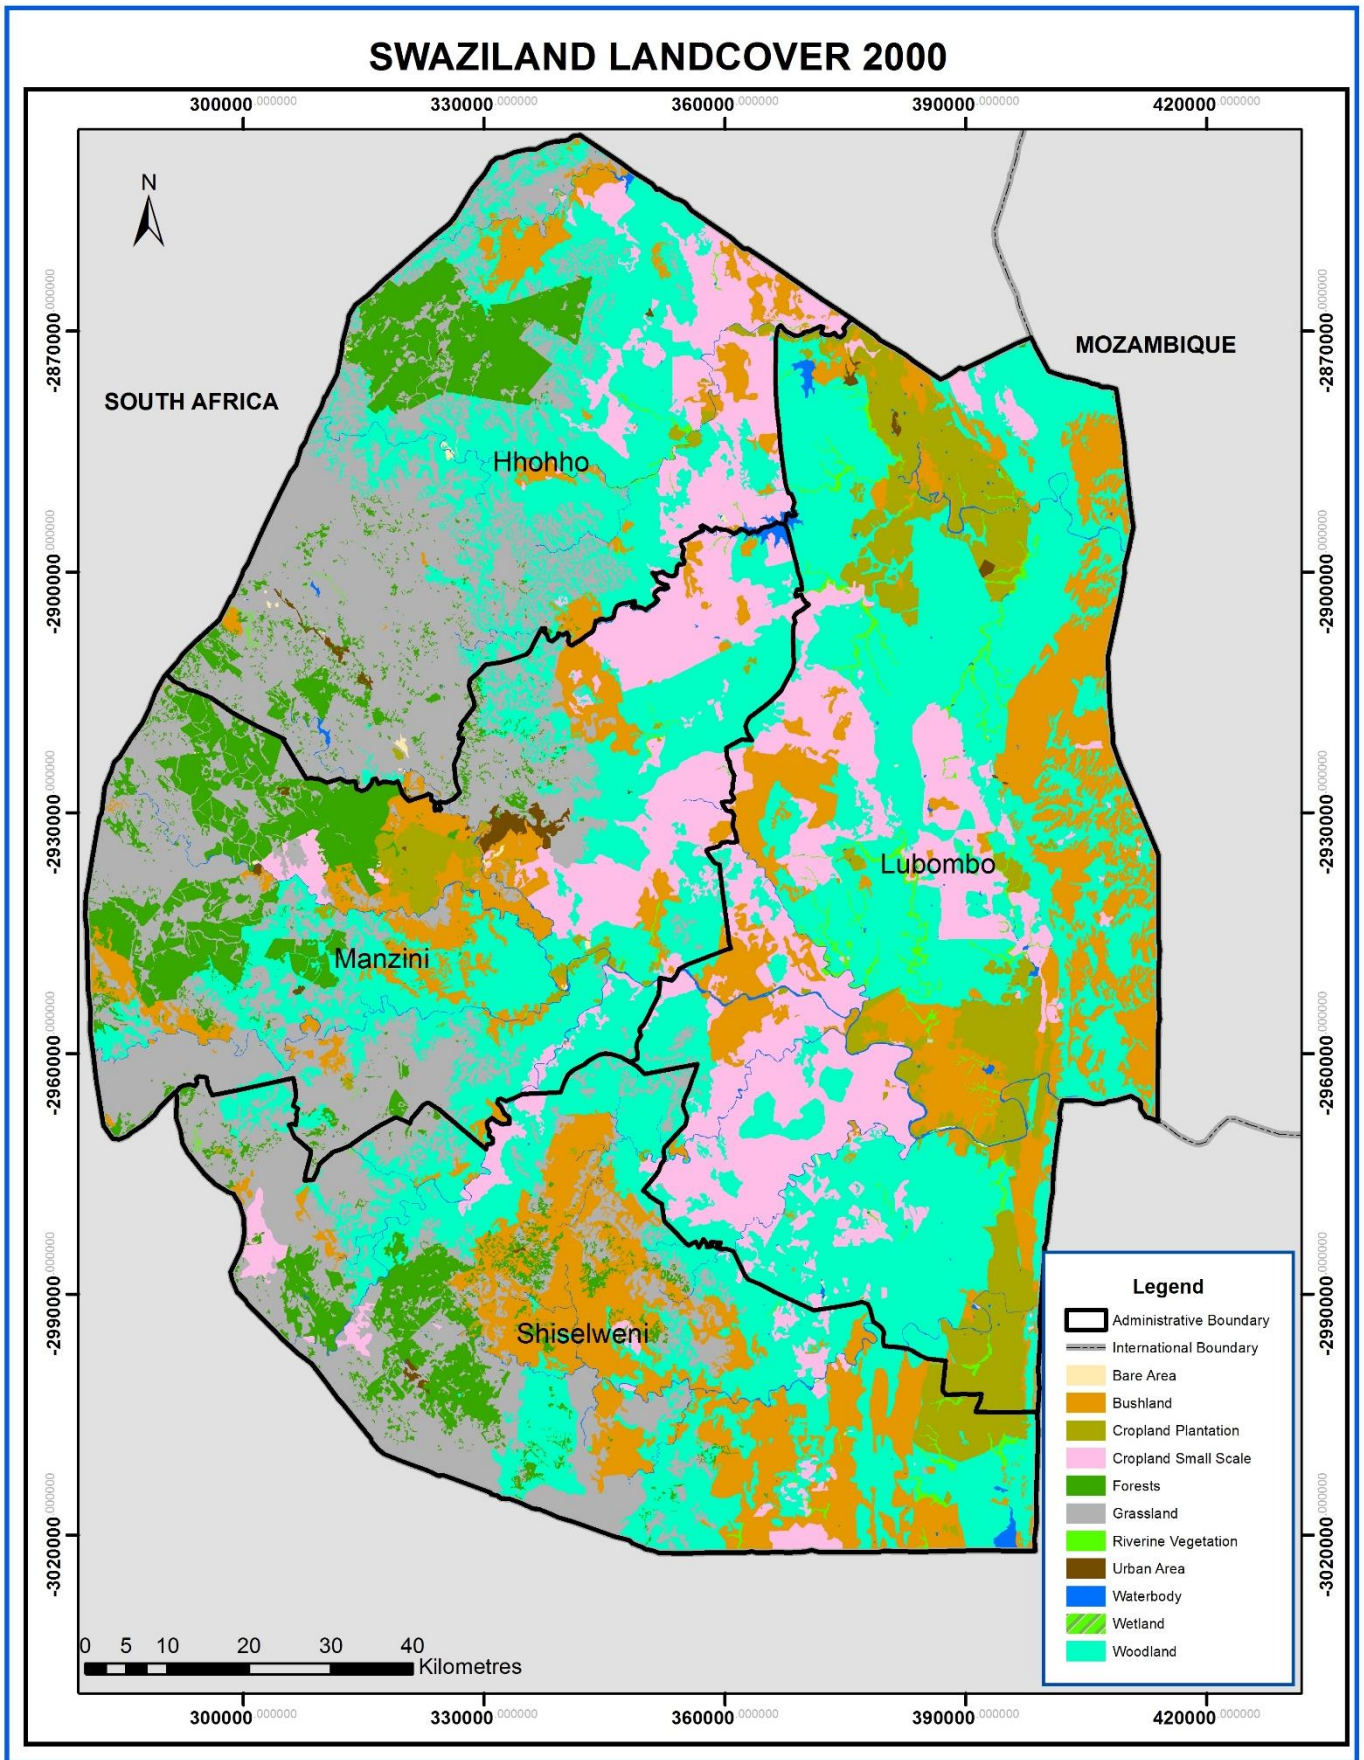 SWAZILAND LANDCOVER 2000
300000.000000 330000.000000 360000.000000 390000.000000 420000.000000
N
-2870000.000000
-2870000.000000
MOZAMBIQUE
SOUTH AFRICA
Hhohho
-2900000.000000
-2900000.000000
-2930000.000000
-2930000.000000
Lubombo
Manzini
-2960000.000000
-2960000.000000
-2990000.000000
-2990000.000000
Shiselweni
Legend
Administrative Boundary
International Boundary
Bare Area
Bushland
Cropland Plantation
Cropland Small Scale
Forests
Grassland
Riverine Vegetation
Urban Area
Waterbody
Wetland
Woodland
-3020000.000000
-3020000.000000
0 5 10 20 30 40
Kilometres
300000.000000 330000.000000 360000.000000 390000.000000 420000.000000